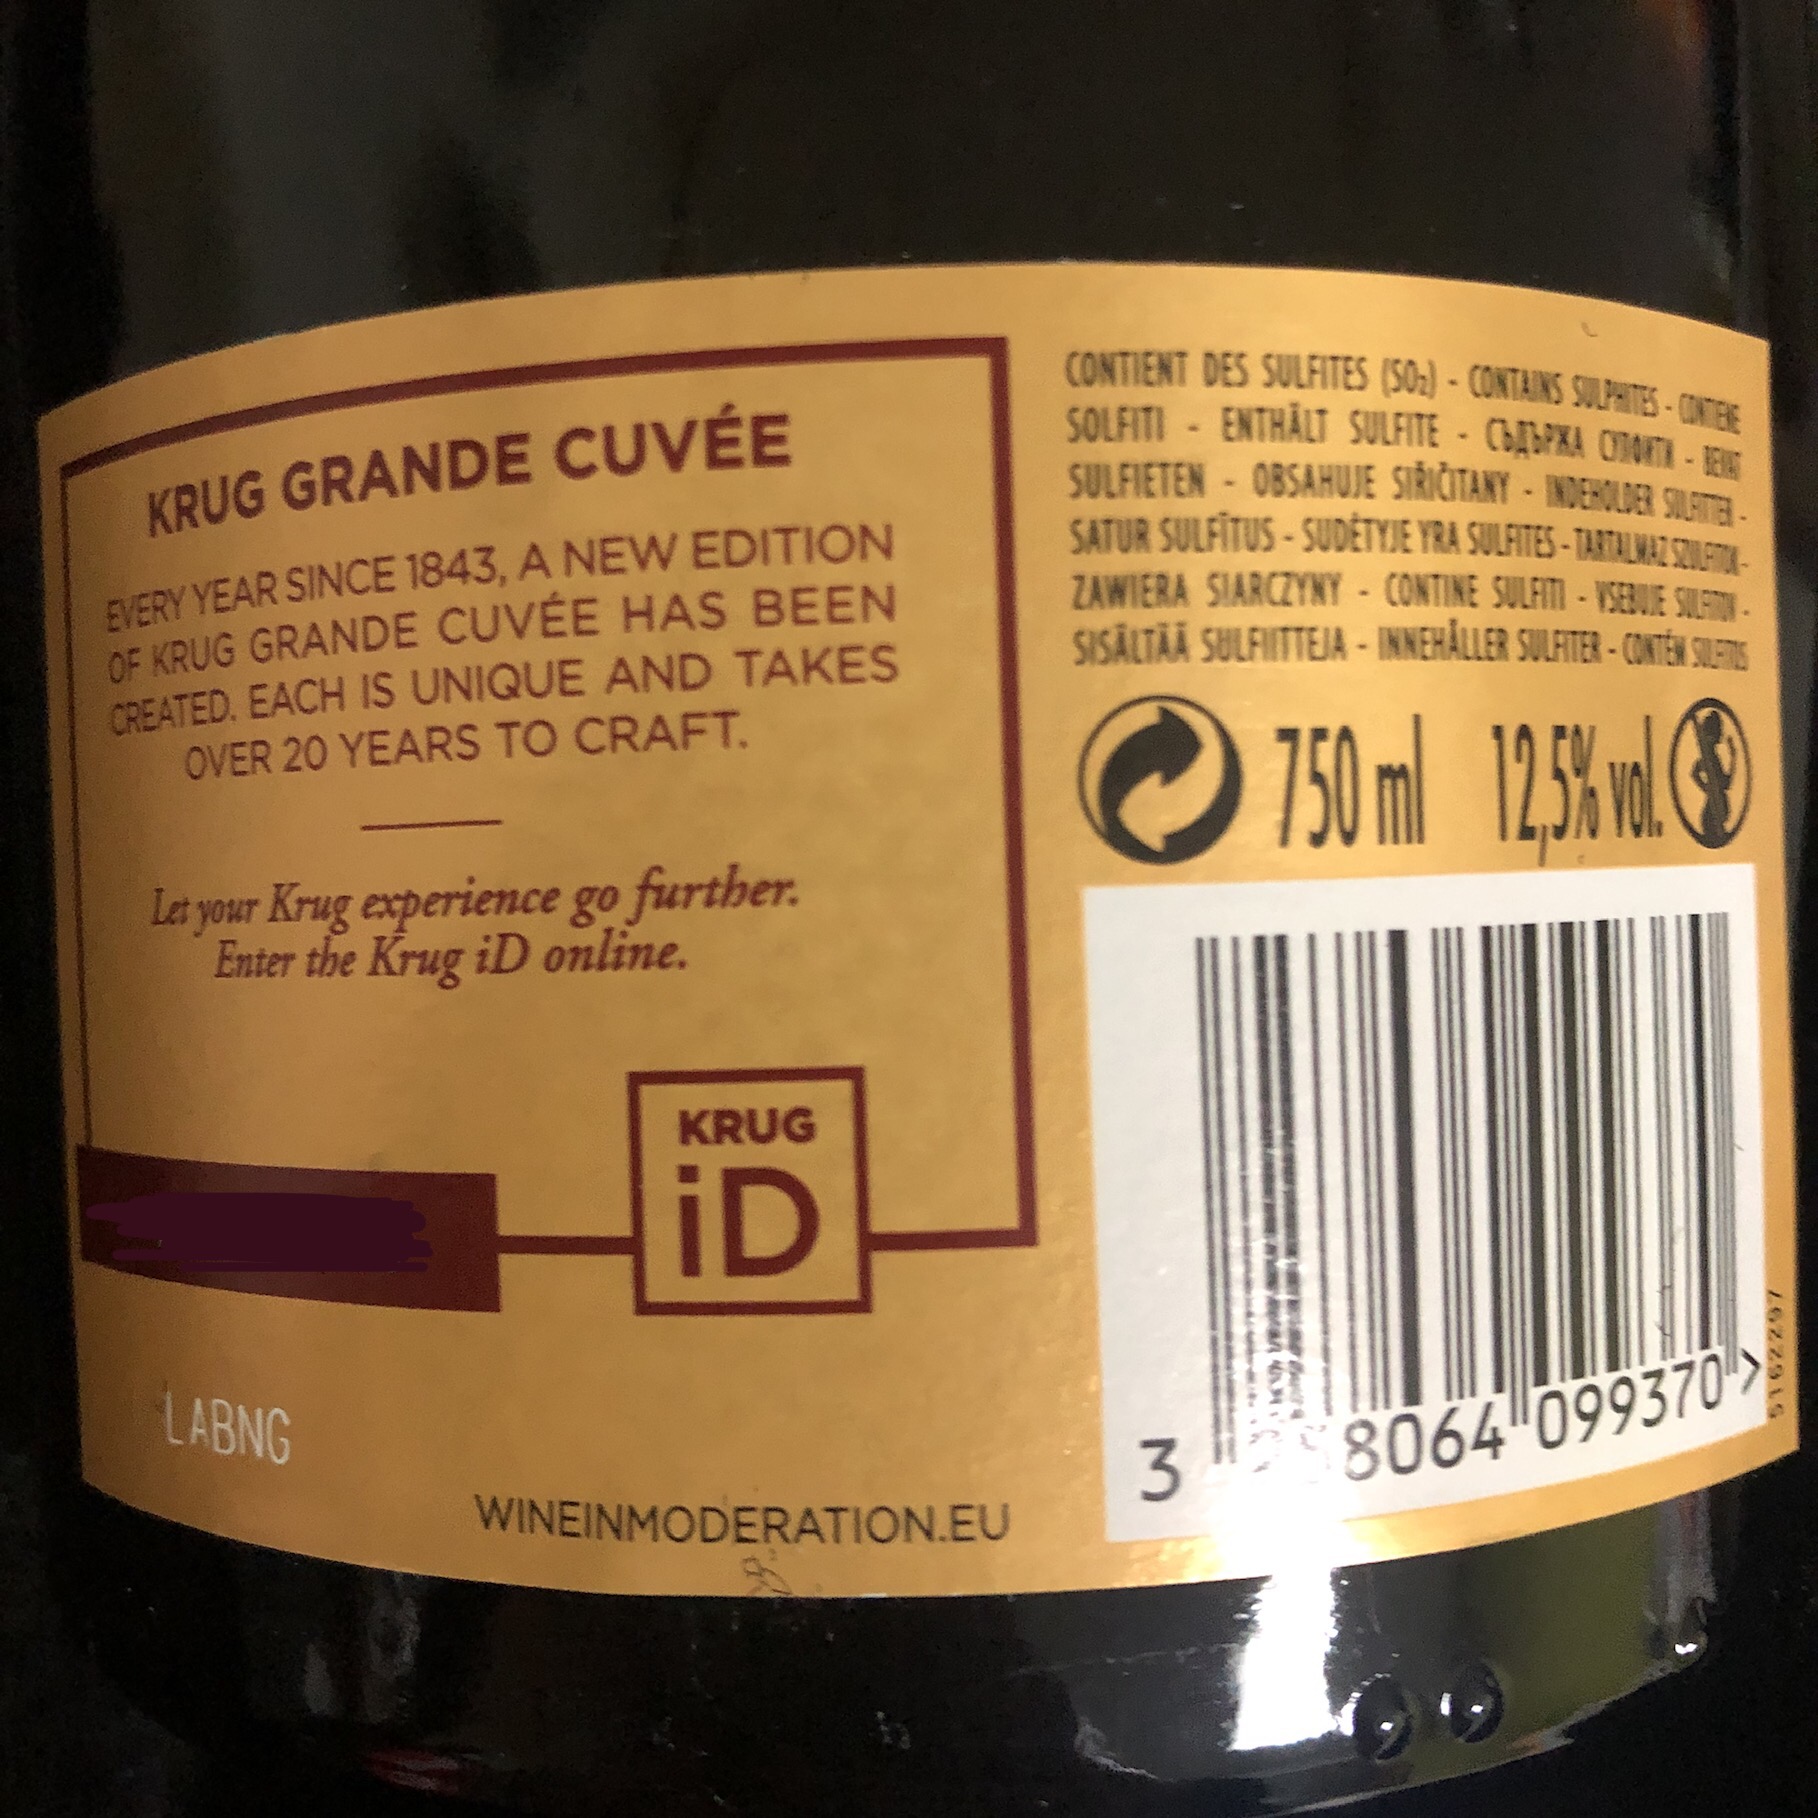 KRUG GRANDE CUVÉE
EVERY YEAR SINCE 1843, A NEW EDITION
OF KRUG GRANDE CUVÉE HAS BEEN
CREATED. EACH IS UNIQUE AND TAKES
OVER 20 YEARS TO CRAFT.
Let your Krug experience go further.
Enter the Krug iD online.
KRUG
iD
LABNG
WINEINMODERATION.EU
CONTIENT DES SULFITES (SO₂) - CONTAINS SULPHITES - CONTIENE
SOLFITI - ENTHÄLT SULFITE - СЪДЪРЖА СУЛФИТИ - BEVAT
SULFIETEN - OBSAHUJE SIŘIČITANY - INDEHOLDER SULFITTER -
SATUR SULFĪTUS - SUDĖTYJE YRA SULFITES - TARTALMAZ SZULFITOK -
ZAWIERA SIARCZYNY - CONTINE SULFITI - VSEBUJE SULFITOV -
SISÄLTÄÄ SULFIITTEJA - INNEHÅLLER SULFITER - CONTÉM SULFITOS
750 ml 12,5% vol.
3 8064 099370 >
5162297